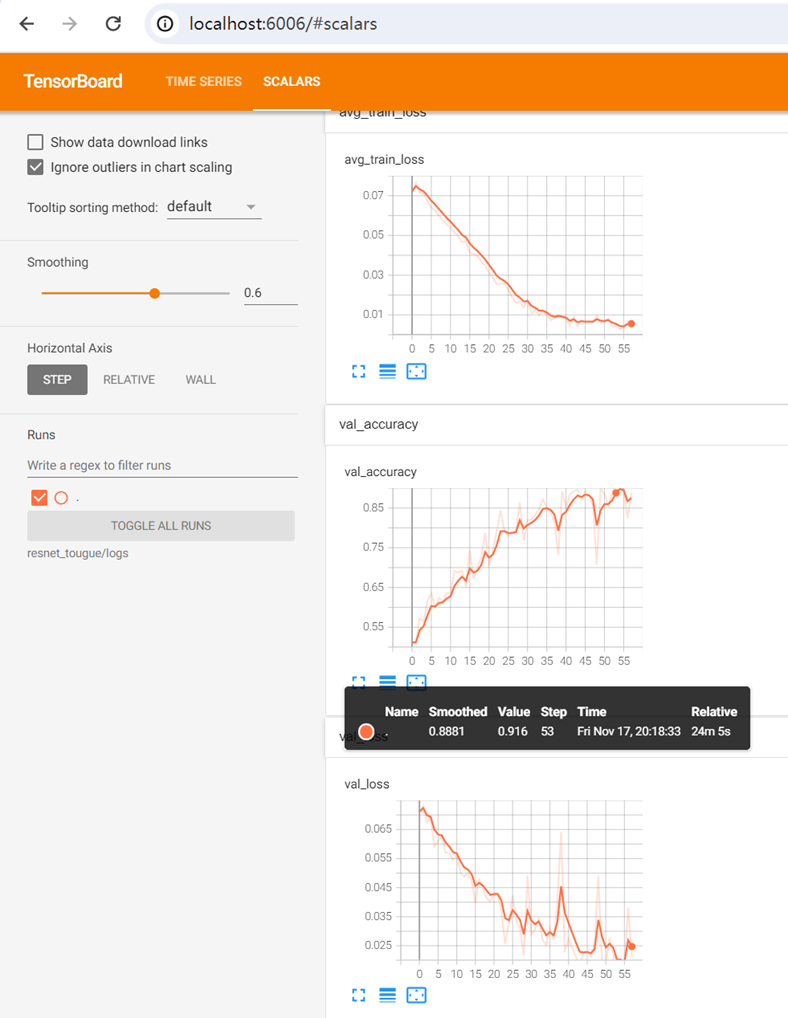 localhost:6006/#scalars
TensorBoard TIME SERIES SCALARS
Show data download links
Ignore outliers in chart scaling
Tooltip sorting method: default
Smoothing
0.6
Horizontal Axis
STEP RELATIVE WALL
Runs
Write a regex to filter runs
.
TOGGLE ALL RUNS
resnet_tougue/logs
avg_train_loss
avg_train_loss
0.07
0.05
0.03
0.01
0 5 10 15 20 25 30 35 40 45 50 55
val_accuracy
val_accuracy
0.85
0.75
0.65
0.55
0 5 10 15 20 25 30 35 40 45 50 55
Name Smoothed Value Step Time Relative
. 0.8881 0.916 53 Fri Nov 17, 20:18:33 24m 5s
val_loss
val_loss
0.065
0.055
0.045
0.035
0.025
0 5 10 15 20 25 30 35 40 45 50 55